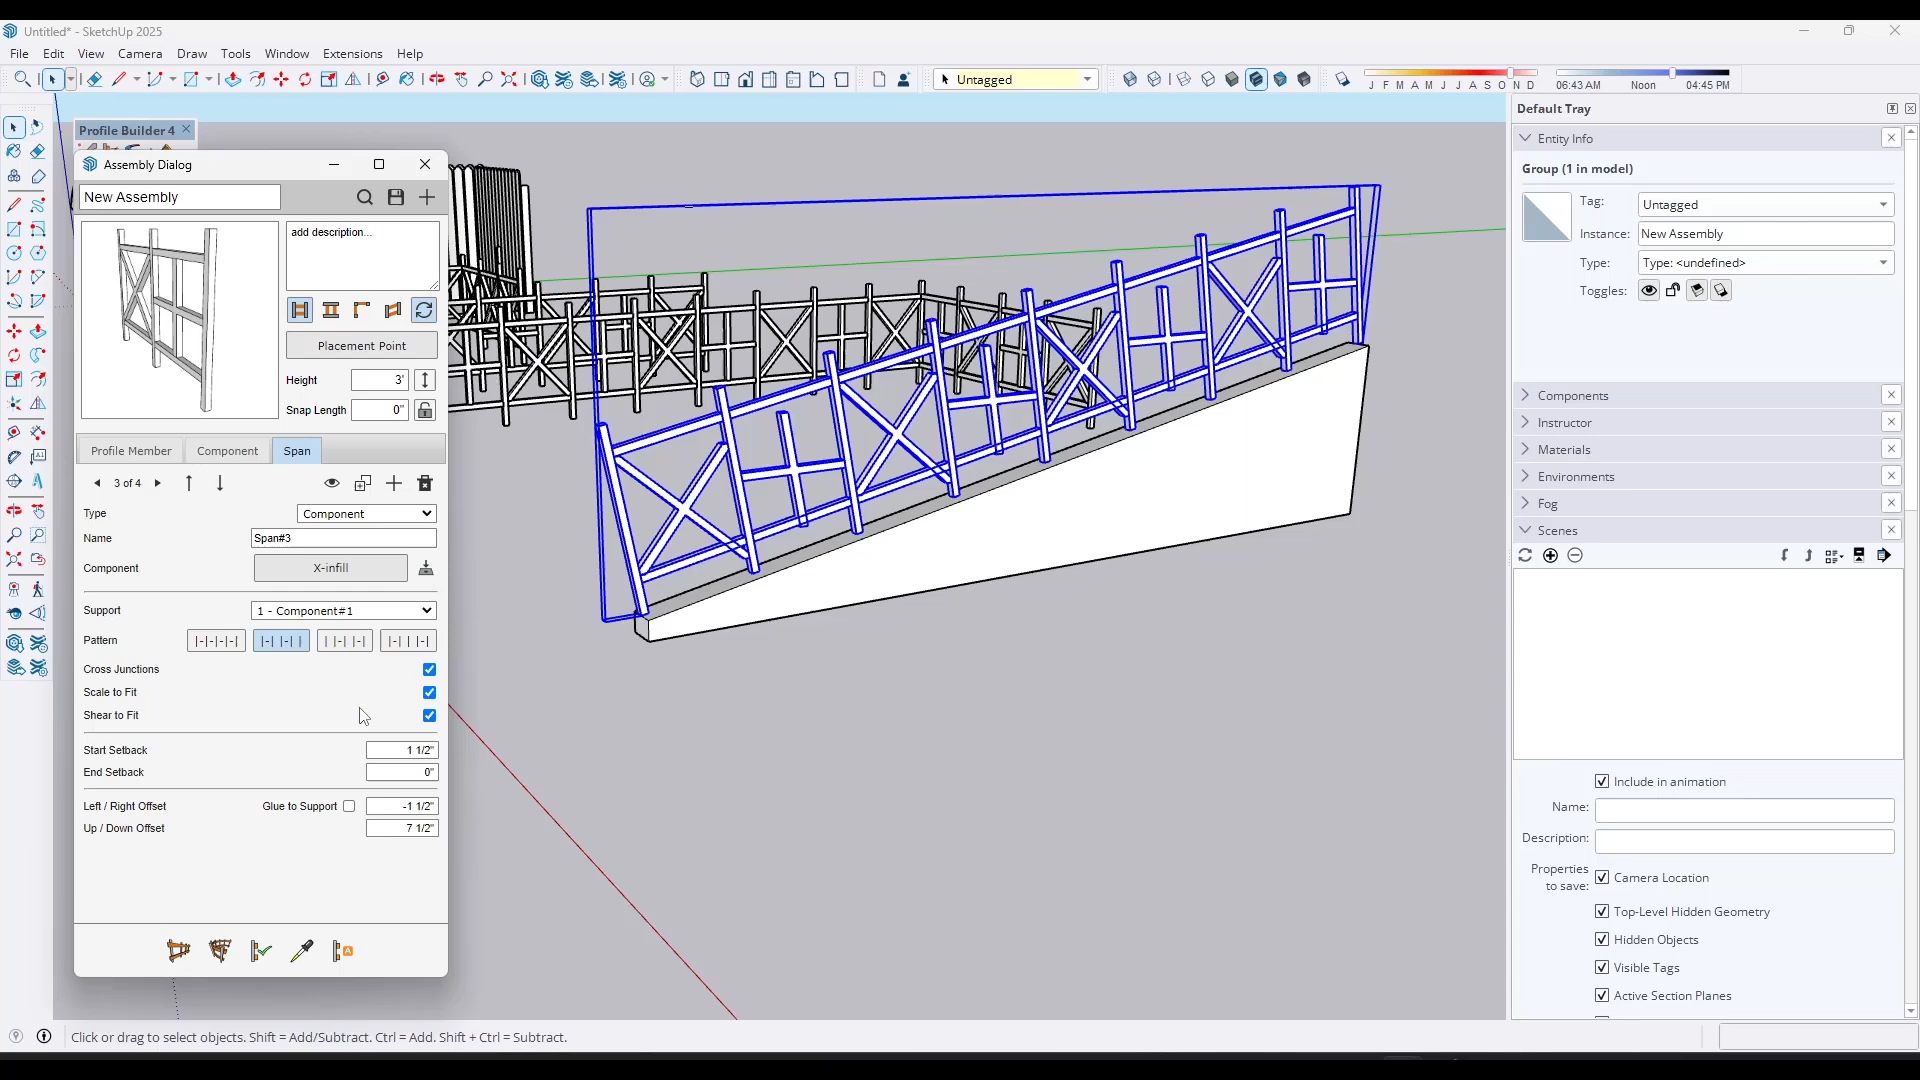 Untitled* - SketchUp 2025
File Edit View Camera Draw Tools Window Extensions Help
Untagged
J F M A M J J A S O N D
06:43 AM Noon 04:45 PM
Profile Builder 4
Assembly Dialog
New Assembly
add description...
Placement Point
Height 3'
Snap Length 0"
Profile Member Component Span
3 of 4
Type Component
Name Span#3
Component X-infill
Support 1 - Component#1
Pattern |-|-|-|-| |-| |-| | | |-| |-| |-| | |-|
Cross Junctions
Scale to Fit
Shear to Fit
Start Setback 1 1/2"
End Setback 0"
Left / Right Offset Glue to Support -1 1/2"
Up / Down Offset 7 1/2"
Default Tray
Entity Info
Group (1 in model)
Tag: Untagged
Instance: New Assembly
Type: Type: <undefined>
Toggles:
Components
Instructor
Materials
Environments
Fog
Scenes
Include in animation
Name:
Description:
Properties to save:
Camera Location
Top-Level Hidden Geometry
Hidden Objects
Visible Tags
Active Section Planes
Click or drag to select objects. Shift = Add/Subtract. Ctrl = Add. Shift + Ctrl = Subtract.